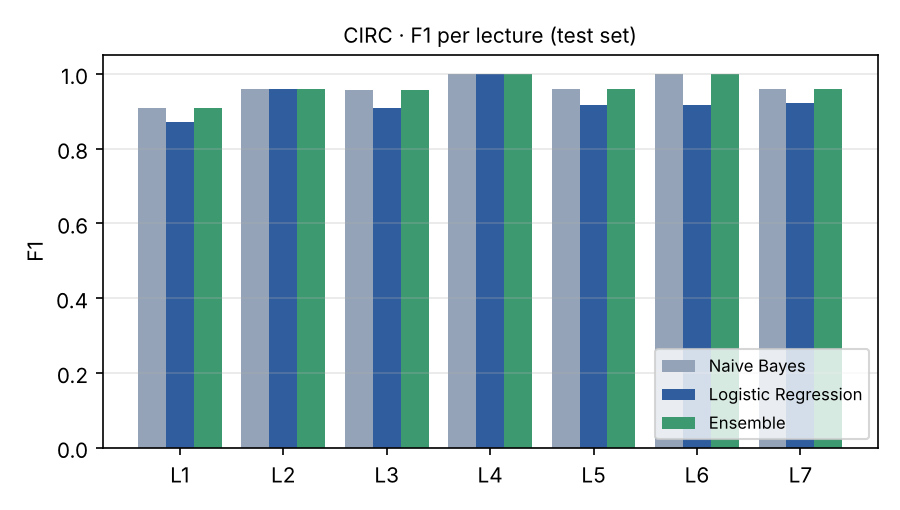 CIRC · F1 per lecture (test set)
F1
1.0
0.8
0.6
0.4
0.2
0.0
L1 L2 L3 L4 L5 L6 L7
Naive Bayes
Logistic Regression
Ensemble